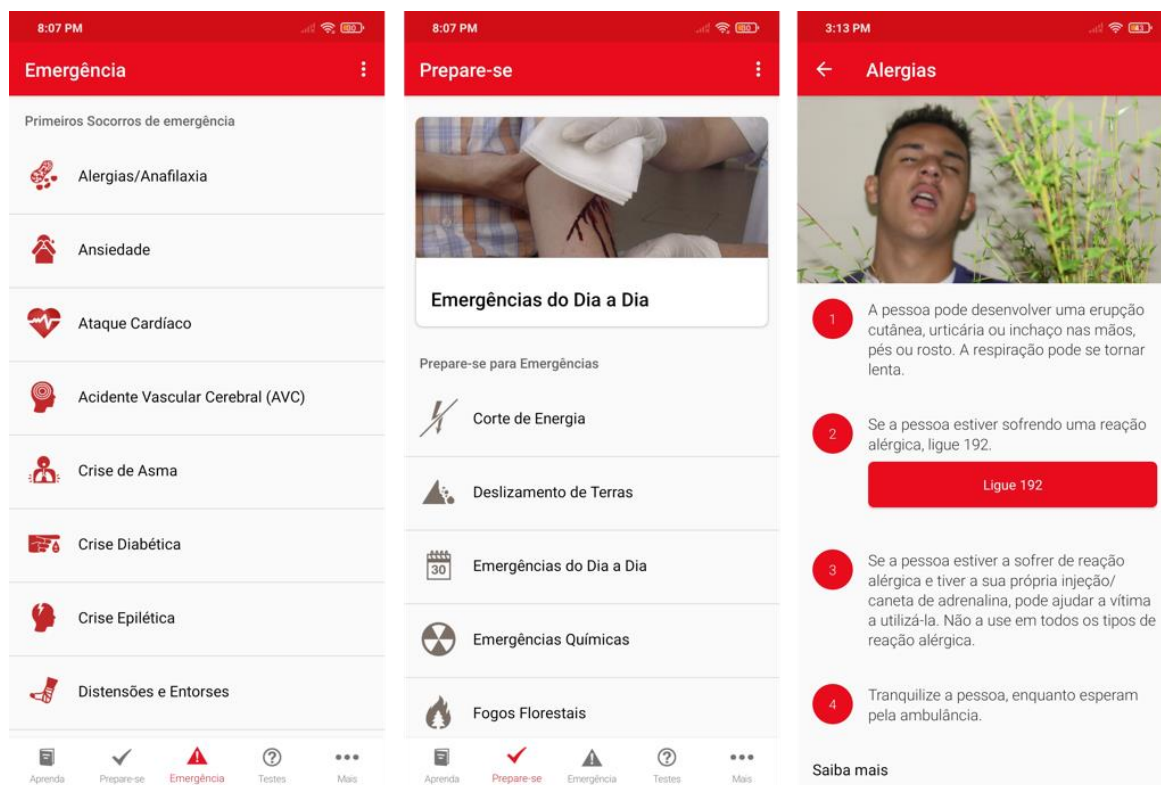 8:07 PM
Emergência
Primeiros Socorros de emergência
Alergias/Anafilaxia
Ansiedade
Ataque Cardíaco
Acidente Vascular Cerebral (AVC)
Crise de Asma
Crise Diabética
Crise Epilética
Distensões e Entorses
Aprenda
Prepare-se
Emergência
Testes
Mais
8:07 PM
Prepare-se
Emergências do Dia a Dia
Prepare-se para Emergências
Corte de Energia
Deslizamento de Terras
30
Emergências do Dia a Dia
Emergências Químicas
Fogos Florestais
Aprenda
Prepare-se
Emergência
Testes
Mais
3:13 PM
Alergias
1
A pessoa pode desenvolver uma erupção
cutânea, urticária ou inchaço nas mãos,
pés ou rosto. A respiração pode se tornar
lenta.
2
Se a pessoa estiver sofrendo uma reação
alérgica, ligue 192.
Ligue 192
3
Se a pessoa estiver a sofrer de reação
alérgica e tiver a sua própria injeção/
caneta de adrenalina, pode ajudar a vítima
a utilizá-la. Não a use em todos os tipos de
reação alérgica.
4
Tranquilize a pessoa, enquanto esperam
pela ambulância.
Saiba mais